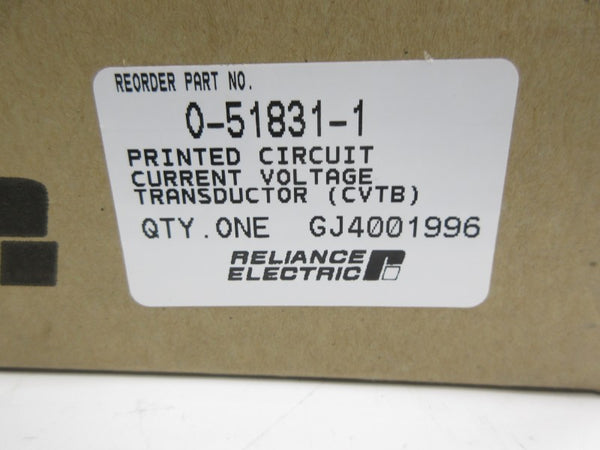 REORDER PART NO.
0-51831-1
PRINTED CIRCUIT
CURRENT VOLTAGE
TRANSDUCTOR (CVTB)
QTY.ONE GJ4001996
RELIANCE
ELECTRIC